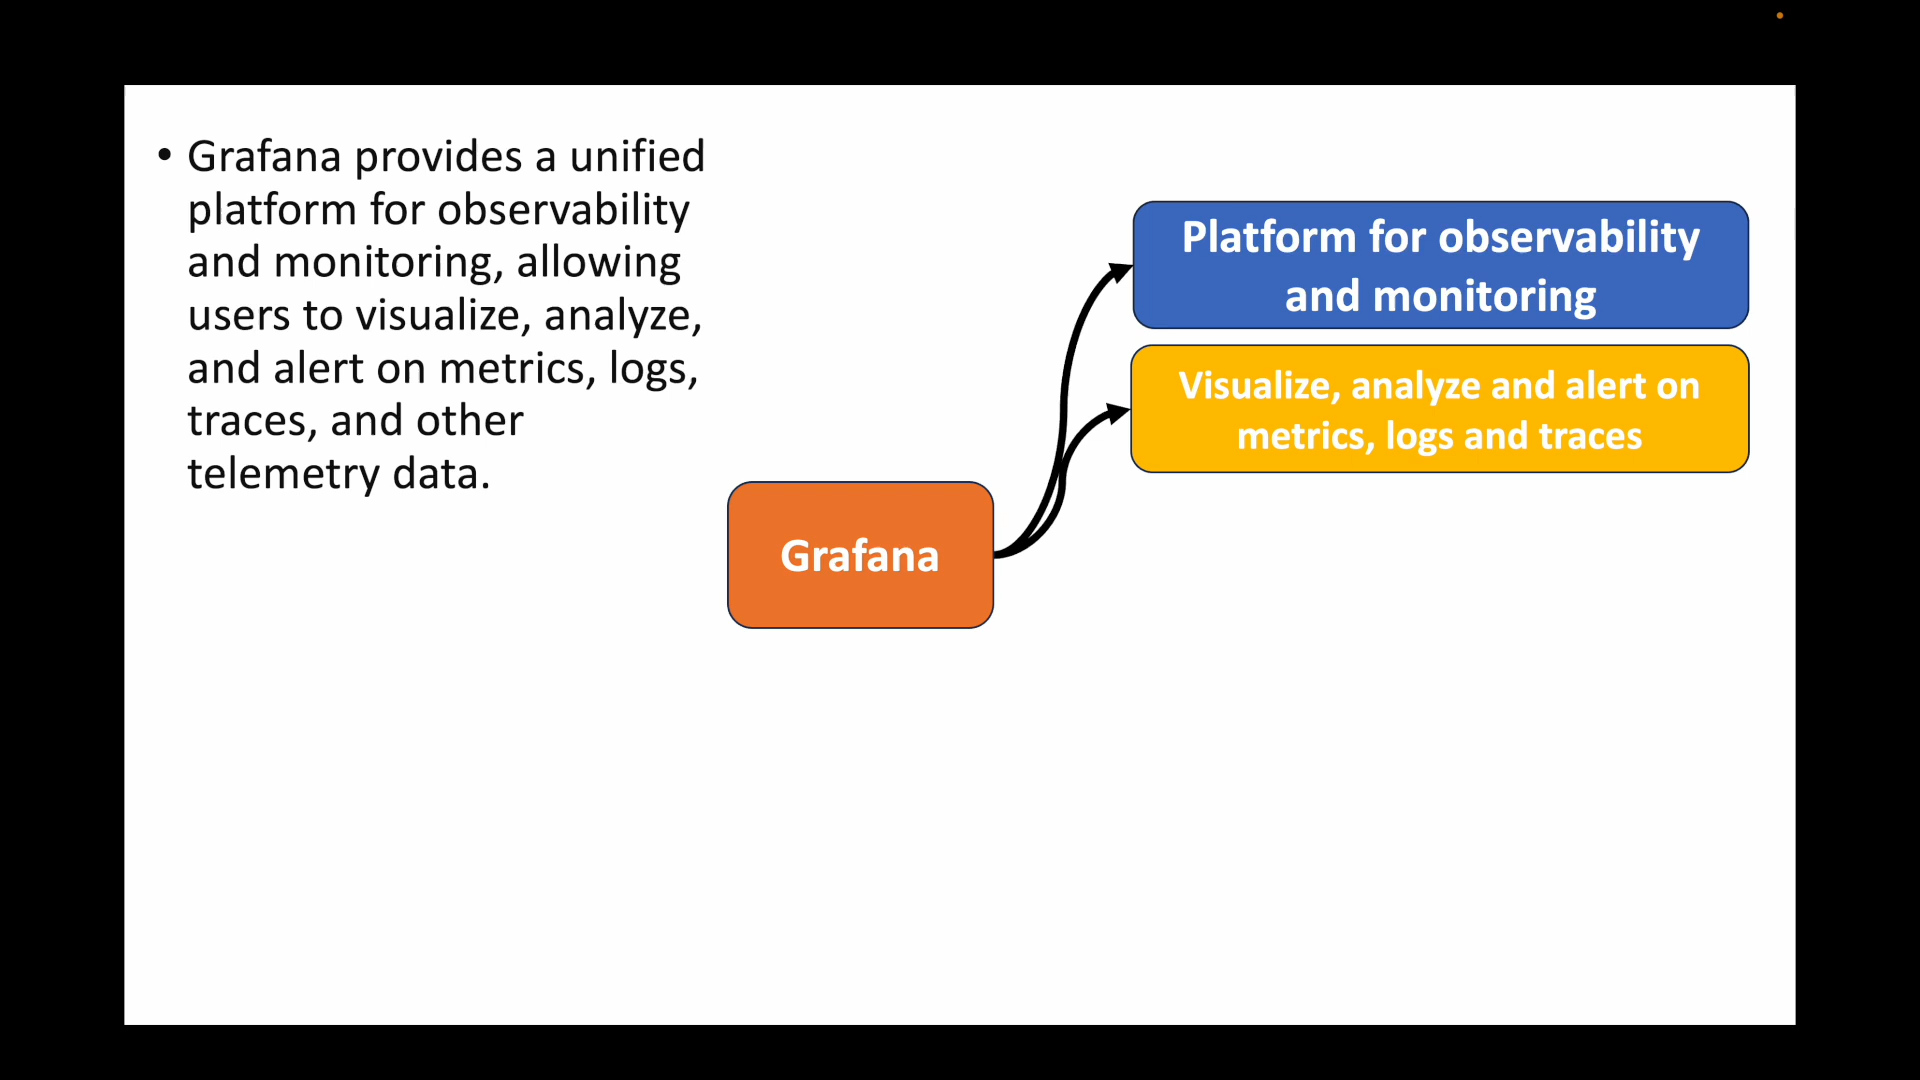 • Grafana provides a unified
platform for observability
and monitoring, allowing
users to visualize, analyze,
and alert on metrics, logs,
traces, and other
telemetry data.
Platform for observability
and monitoring
Visualize, analyze and alert on
metrics, logs and traces
Grafana